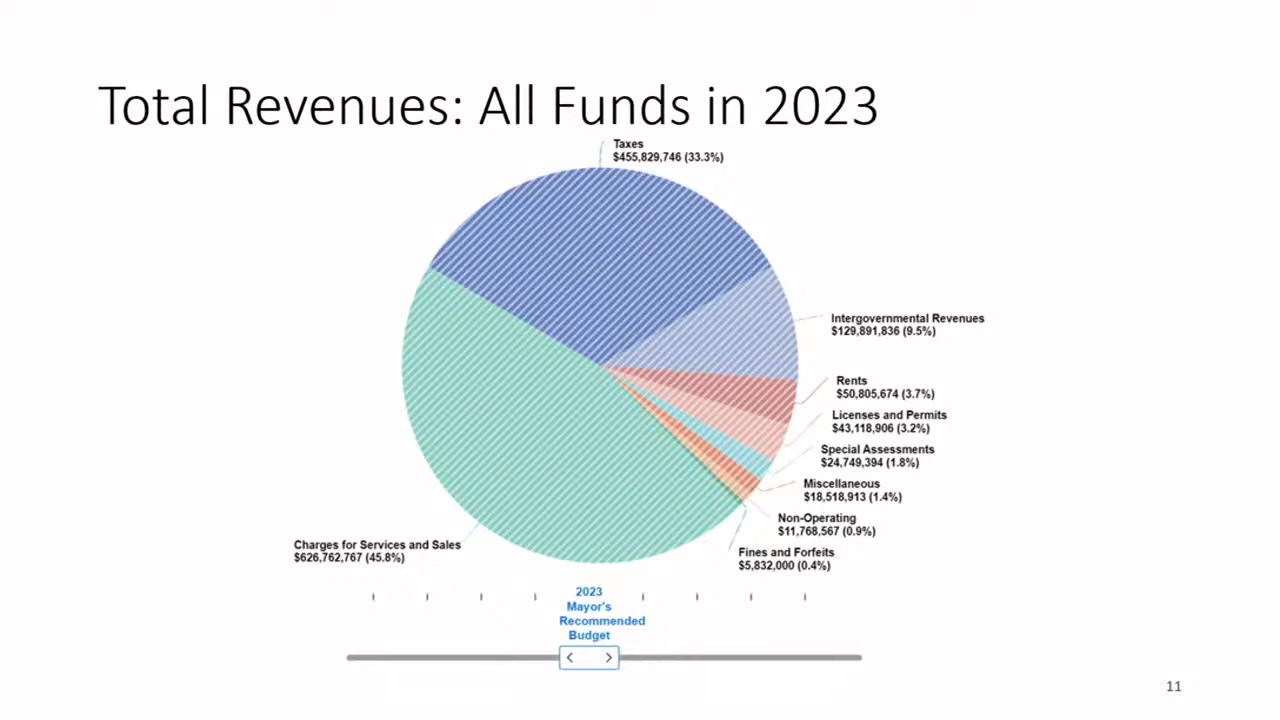 Total Revenues: All Funds in 2023
Taxes
$455,829,746 (33.3%)
Intergovernmental Revenues
$129,891,836 (9.5%)
Rents
$50,805,674 (3.7%)
Licenses and Permits
$43,118,906 (3.2%)
Special Assessments
$24,749,394 (1.8%)
Miscellaneous
$18,518,913 (1.4%)
Non-Operating
$11,768,567 (0.9%)
Fines and Forfeits
$5,832,000 (0.4%)
Charges for Services and Sales
$626,762,767 (45.8%)
2023
Mayor's
Recommended
Budget
11